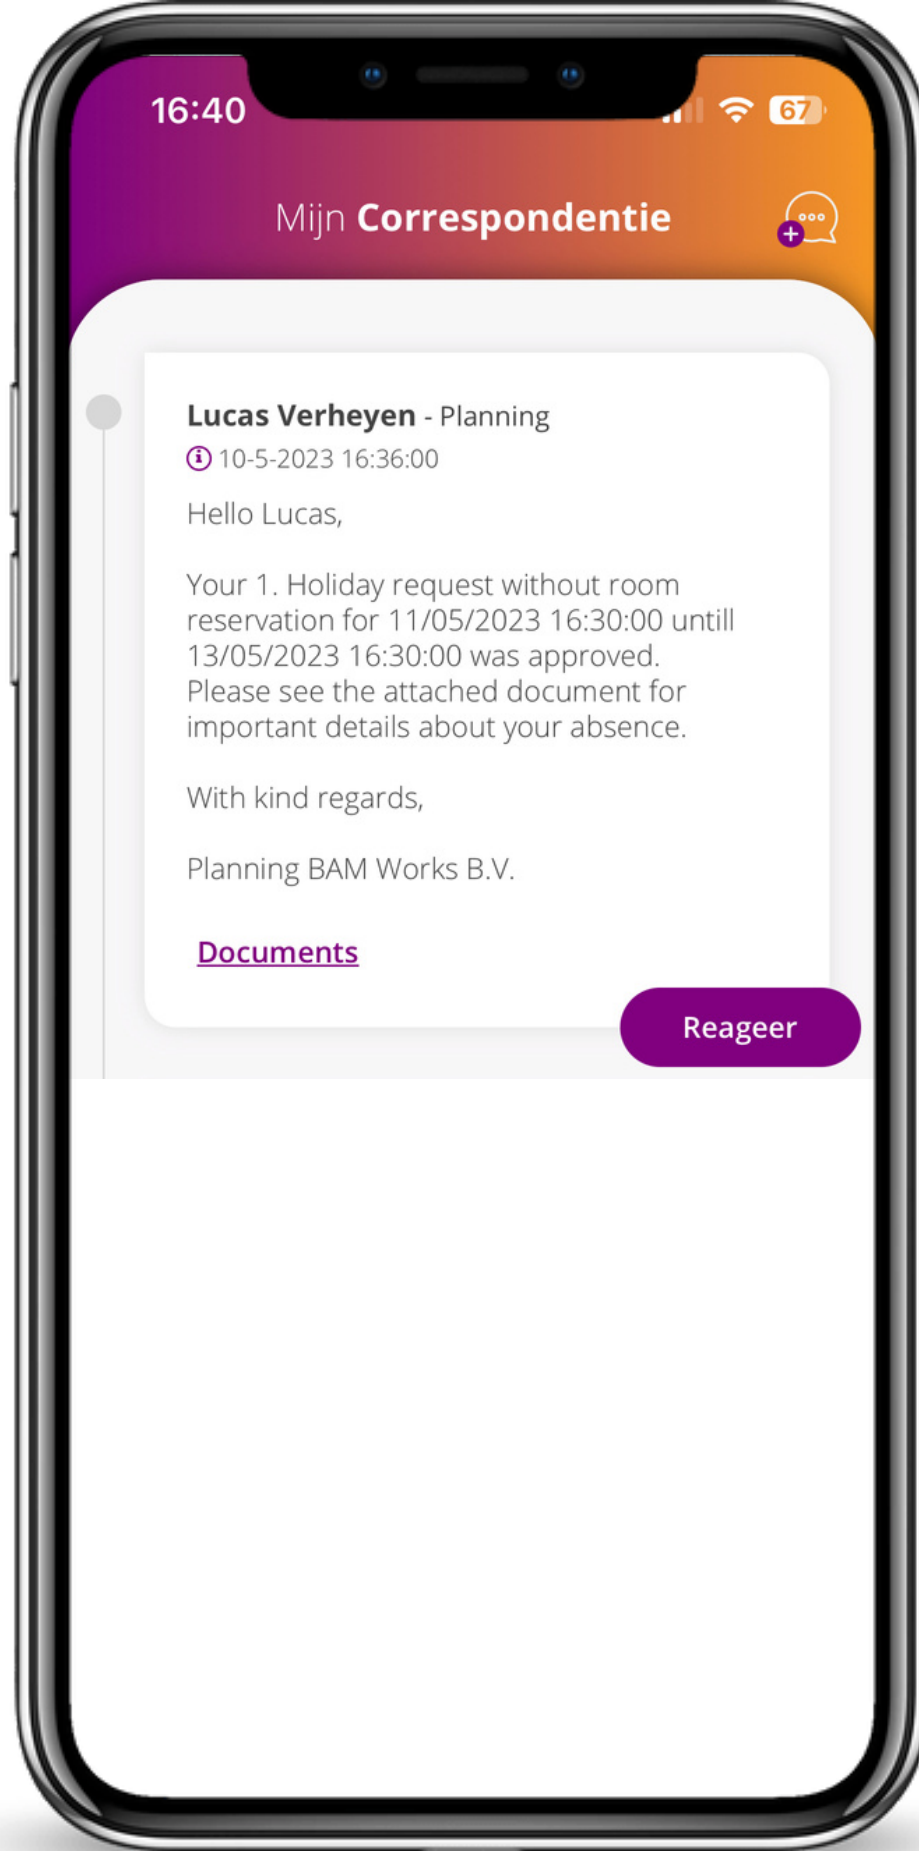 16:40
67
Mijn Correspondentie
Lucas Verheyen - Planning
10-5-2023 16:36:00
Hello Lucas,
Your 1. Holiday request without room
reservation for 11/05/2023 16:30:00 untill
13/05/2023 16:30:00 was approved.
Please see the attached document for
important details about your absence.
With kind regards,
Planning BAM Works B.V.
Documents
Reageer